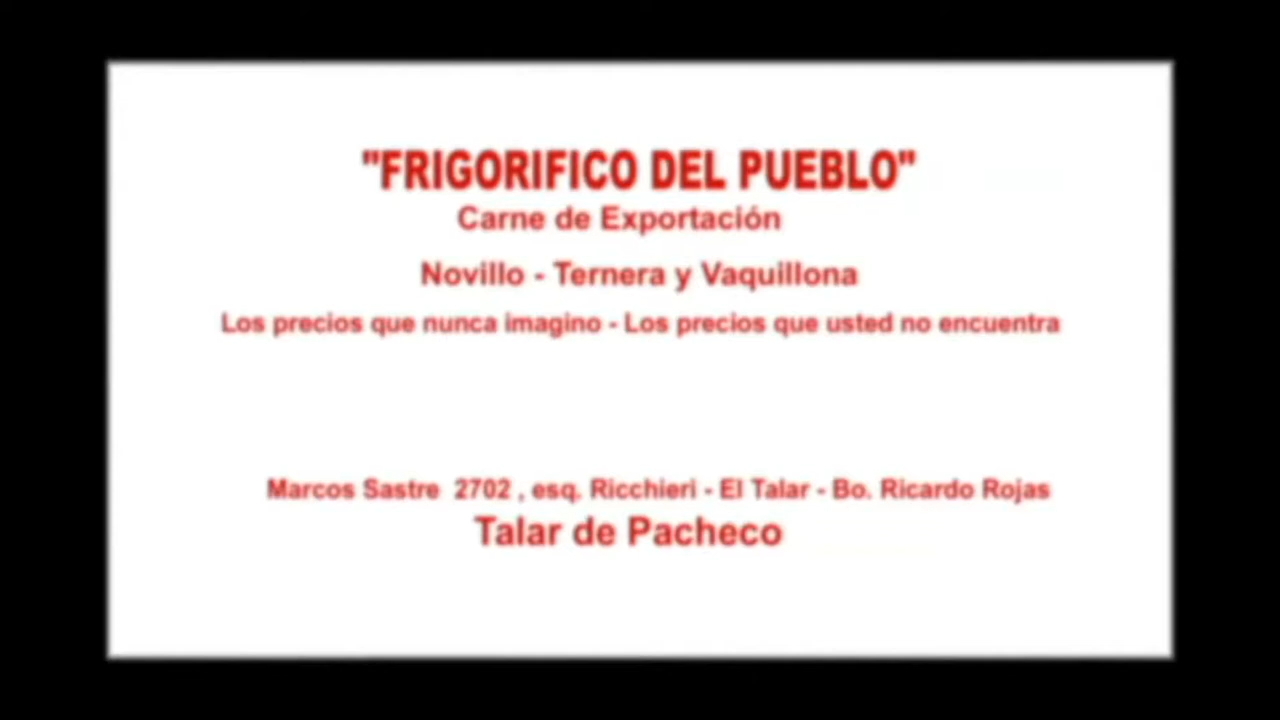 "FRIGORIFICO DEL PUEBLO"
Carne de Exportación
Novillo - Ternera y Vaquillona
Los precios que nunca imagino - Los precios que usted no encuentra
Marcos Sastre 2702 , esq. Ricchieri - El Talar - Bo. Ricardo Rojas
Talar de Pacheco